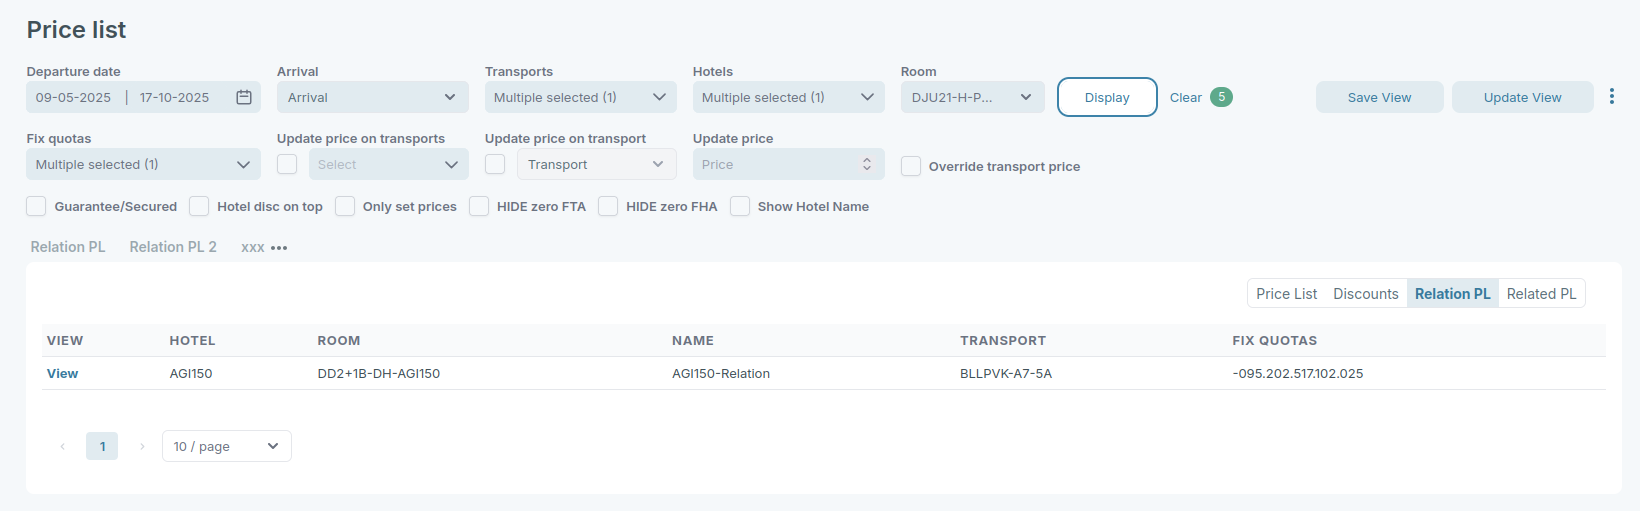 Price list
Departure date Arrival Transports Hotels Room
09-05-2025 | 17-10-2025 Arrival Multiple selected (1) Multiple selected (1) DJU21-H-P... Display Clear 5 Save View Update View
Fix quotas Update price on transports Update price on transport Update price
Multiple selected (1) Select Transport Price Override transport price
Guarantee/Secured Hotel disc on top Only set prices HIDE zero FTA HIDE zero FHA Show Hotel Name
Relation PL Relation PL 2 xxx •••
Price List Discounts Relation PL Related PL
VIEW HOTEL ROOM NAME TRANSPORT FIX QUOTAS
View AGI150 DD2+1B-DH-AGI150 AGI150-Relation BLLPVK-A7-5A -095.202.517.102.025
‹ 1 › 10 / page